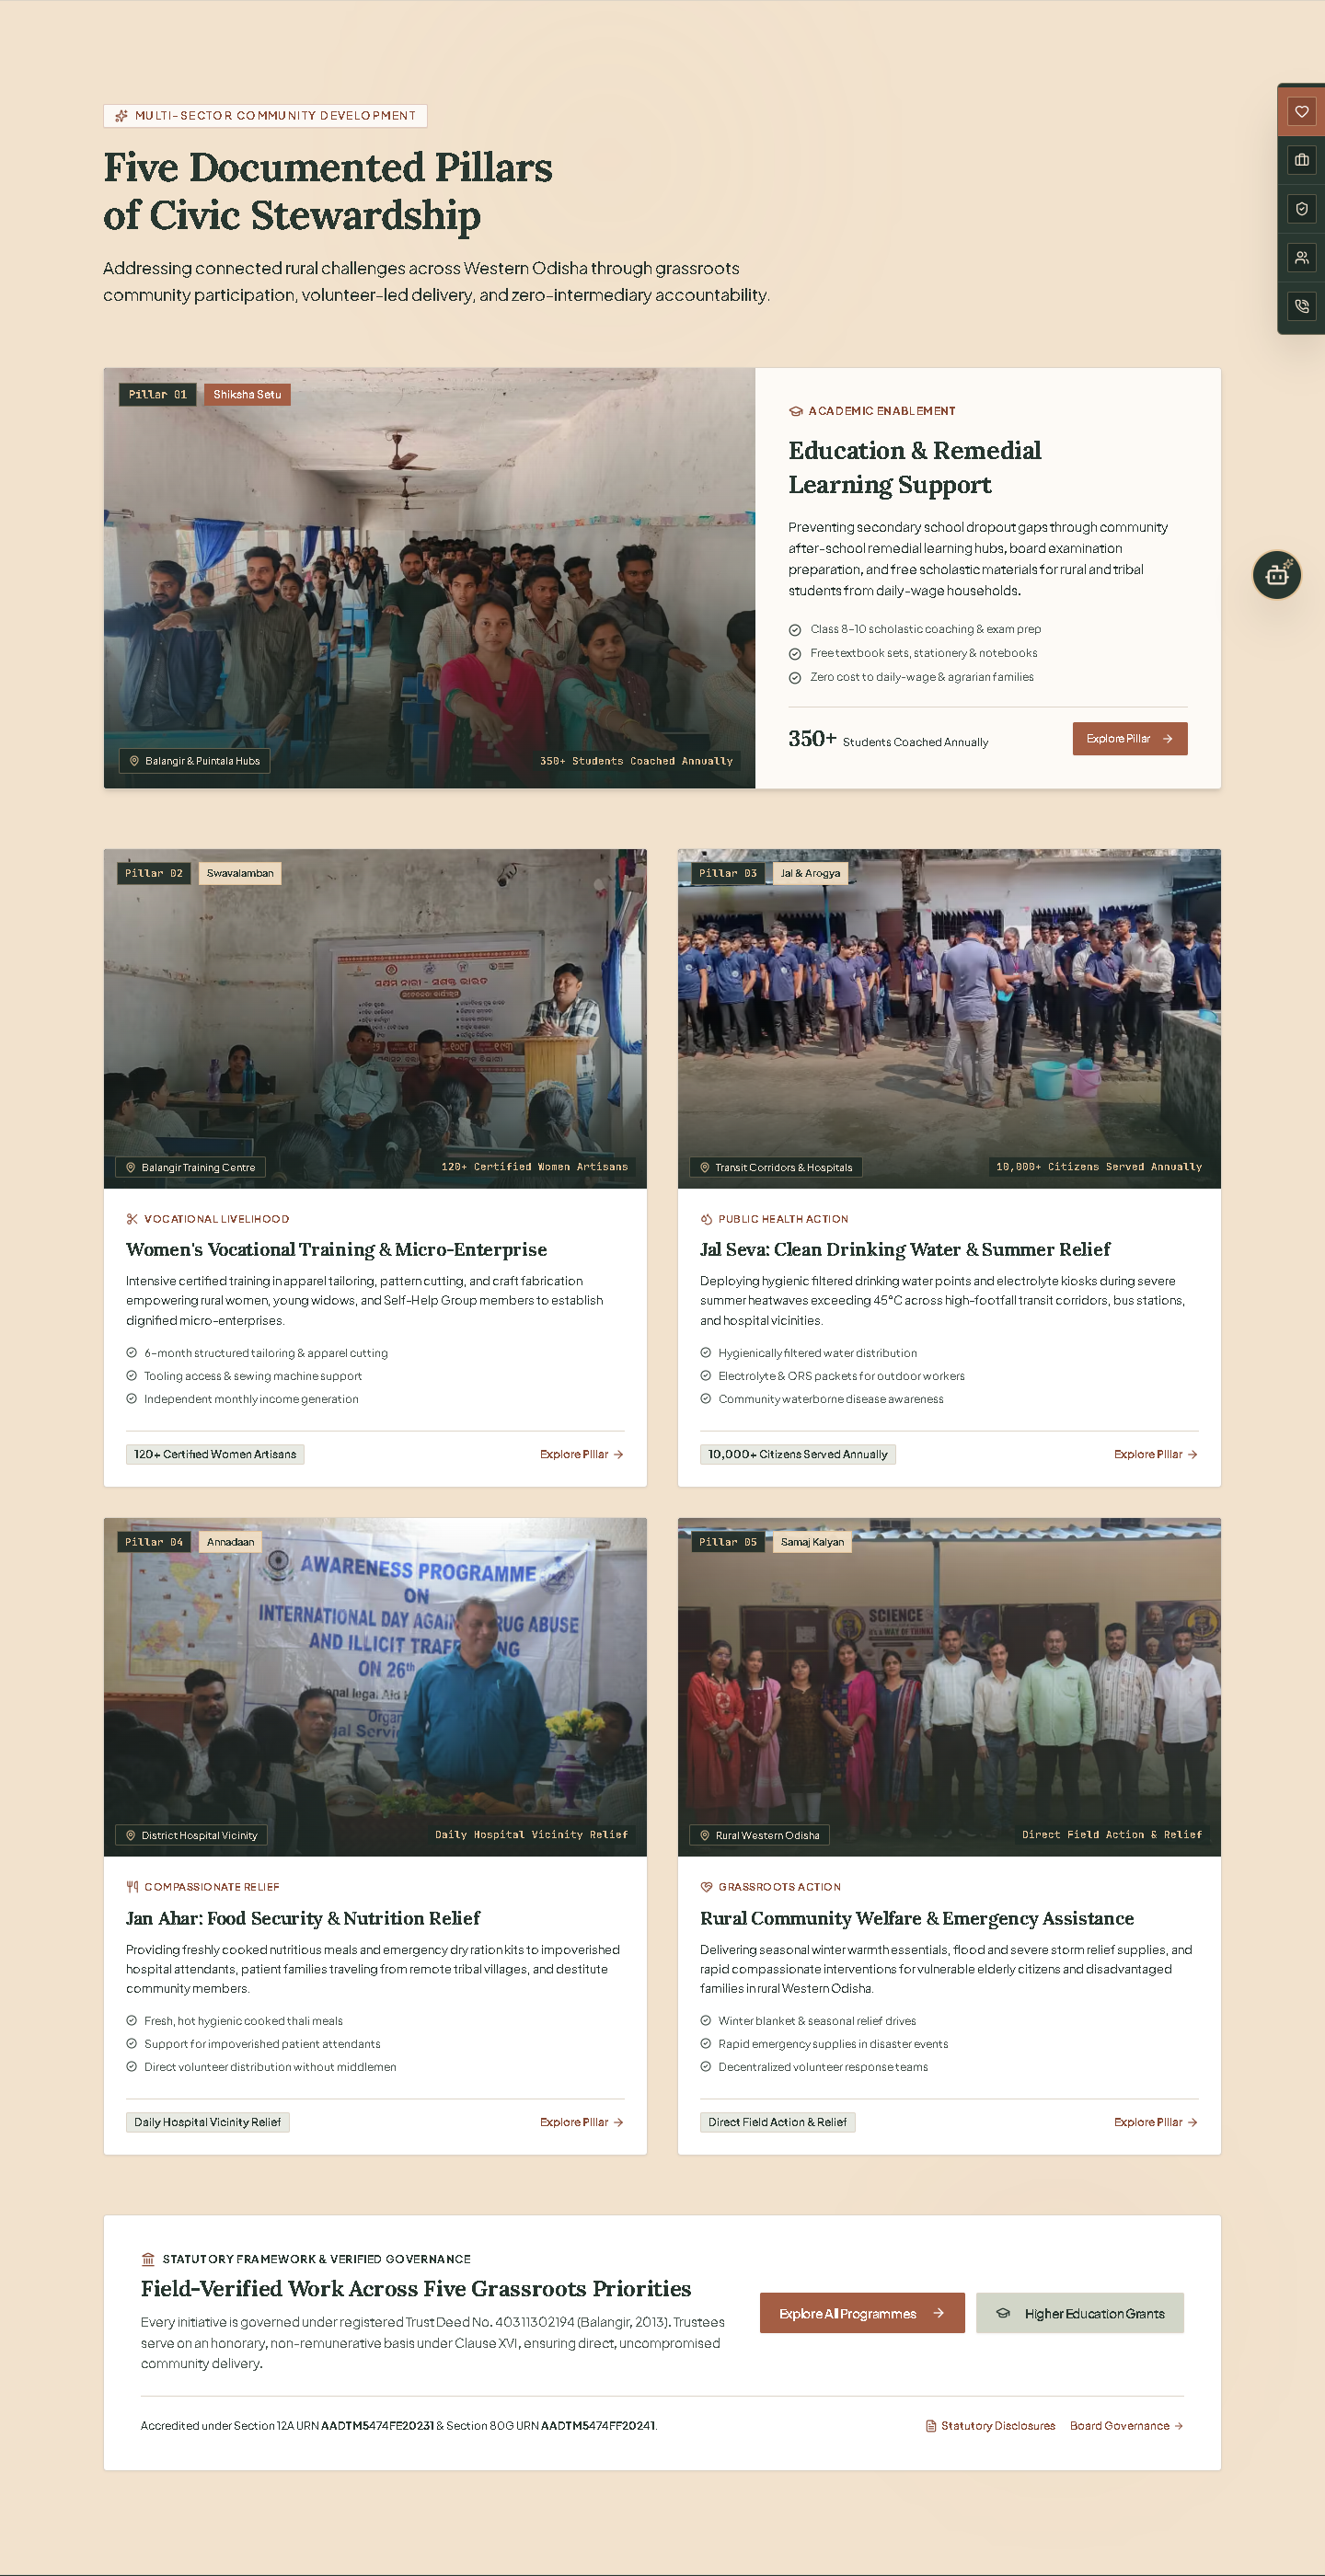 MULTI-SECTOR COMMUNITY DEVELOPMENT
Five Documented Pillars
of Civic Stewardship
Addressing connected rural challenges across Western Odisha through grassroots
community participation, volunteer-led delivery, and zero-intermediary accountability.
Pillar 01
Shiksha Setu
Balangir & Puintala Hubs
350+ Students Coached Annually
ACADEMIC ENABLEMENT
Education & Remedial
Learning Support
Preventing secondary school dropout gaps through community
after-school remedial learning hubs, board examination
preparation, and free scholastic materials for rural and tribal
students from daily-wage households.
Class 8–10 scholastic coaching & exam prep
Free textbook sets, stationery & notebooks
Zero cost to daily-wage & agrarian families
350+ Students Coached Annually
Explore Pillar
Pillar 02
Swavalamban
Balangir Training Centre
120+ Certified Women Artisans
VOCATIONAL LIVELIHOOD
Women's Vocational Training & Micro-Enterprise
Intensive certified training in apparel tailoring, pattern cutting, and craft fabrication
empowering rural women, young widows, and Self-Help Group members to establish
dignified micro-enterprises.
6-month structured tailoring & apparel cutting
Tooling access & sewing machine support
Independent monthly income generation
120+ Certified Women Artisans
Explore Pillar
Pillar 03
Jal & Arogya
Transit Corridors & Hospitals
10,000+ Citizens Served Annually
PUBLIC HEALTH ACTION
Jal Seva: Clean Drinking Water & Summer Relief
Deploying hygienic filtered drinking water points and electrolyte kiosks during severe
summer heatwaves exceeding 45°C across high-footfall transit corridors, bus stations,
and hospital vicinities.
Hygienically filtered water distribution
Electrolyte & ORS packets for outdoor workers
Community waterborne disease awareness
10,000+ Citizens Served Annually
Explore Pillar
Pillar 04
Annadaan
AWARENESS PROGRAMME
ON
INTERNATIONAL DAY AGAIN RUG ABUSE
AND ILLICIT TRAFF NG
ON 26th
District Hospital Vicinity
Daily Hospital Vicinity Relief
COMPASSIONATE RELIEF
Jan Ahar: Food Security & Nutrition Relief
Providing freshly cooked nutritious meals and emergency dry ration kits to impoverished
hospital attendants, patient families traveling from remote tribal villages, and destitute
community members.
Fresh, hot hygienic cooked thali meals
Support for impoverished patient attendants
Direct volunteer distribution without middlemen
Daily Hospital Vicinity Relief
Explore Pillar
Pillar 05
Samaj Kalyan
SCIENCE
Rural Western Odisha
Direct Field Action & Relief
GRASSROOTS ACTION
Rural Community Welfare & Emergency Assistance
Delivering seasonal winter warmth essentials, flood and severe storm relief supplies, and
rapid compassionate interventions for vulnerable elderly citizens and disadvantaged
families in rural Western Odisha.
Winter blanket & seasonal relief drives
Rapid emergency supplies in disaster events
Decentralized volunteer response teams
Direct Field Action & Relief
Explore Pillar
STATUTORY FRAMEWORK & VERIFIED GOVERNANCE
Field-Verified Work Across Five Grassroots Priorities
Every initiative is governed under registered Trust Deed No. 40311302194 (Balangir, 2013). Trustees
serve on an honorary, non-remunerative basis under Clause XVI, ensuring direct, uncompromised
community delivery.
Explore All Programmes
Higher Education Grants
Accredited under Section 12A URN AADTM5474FE20231 & Section 80G URN AADTM5474FF20241.
Statutory Disclosures
Board Governance